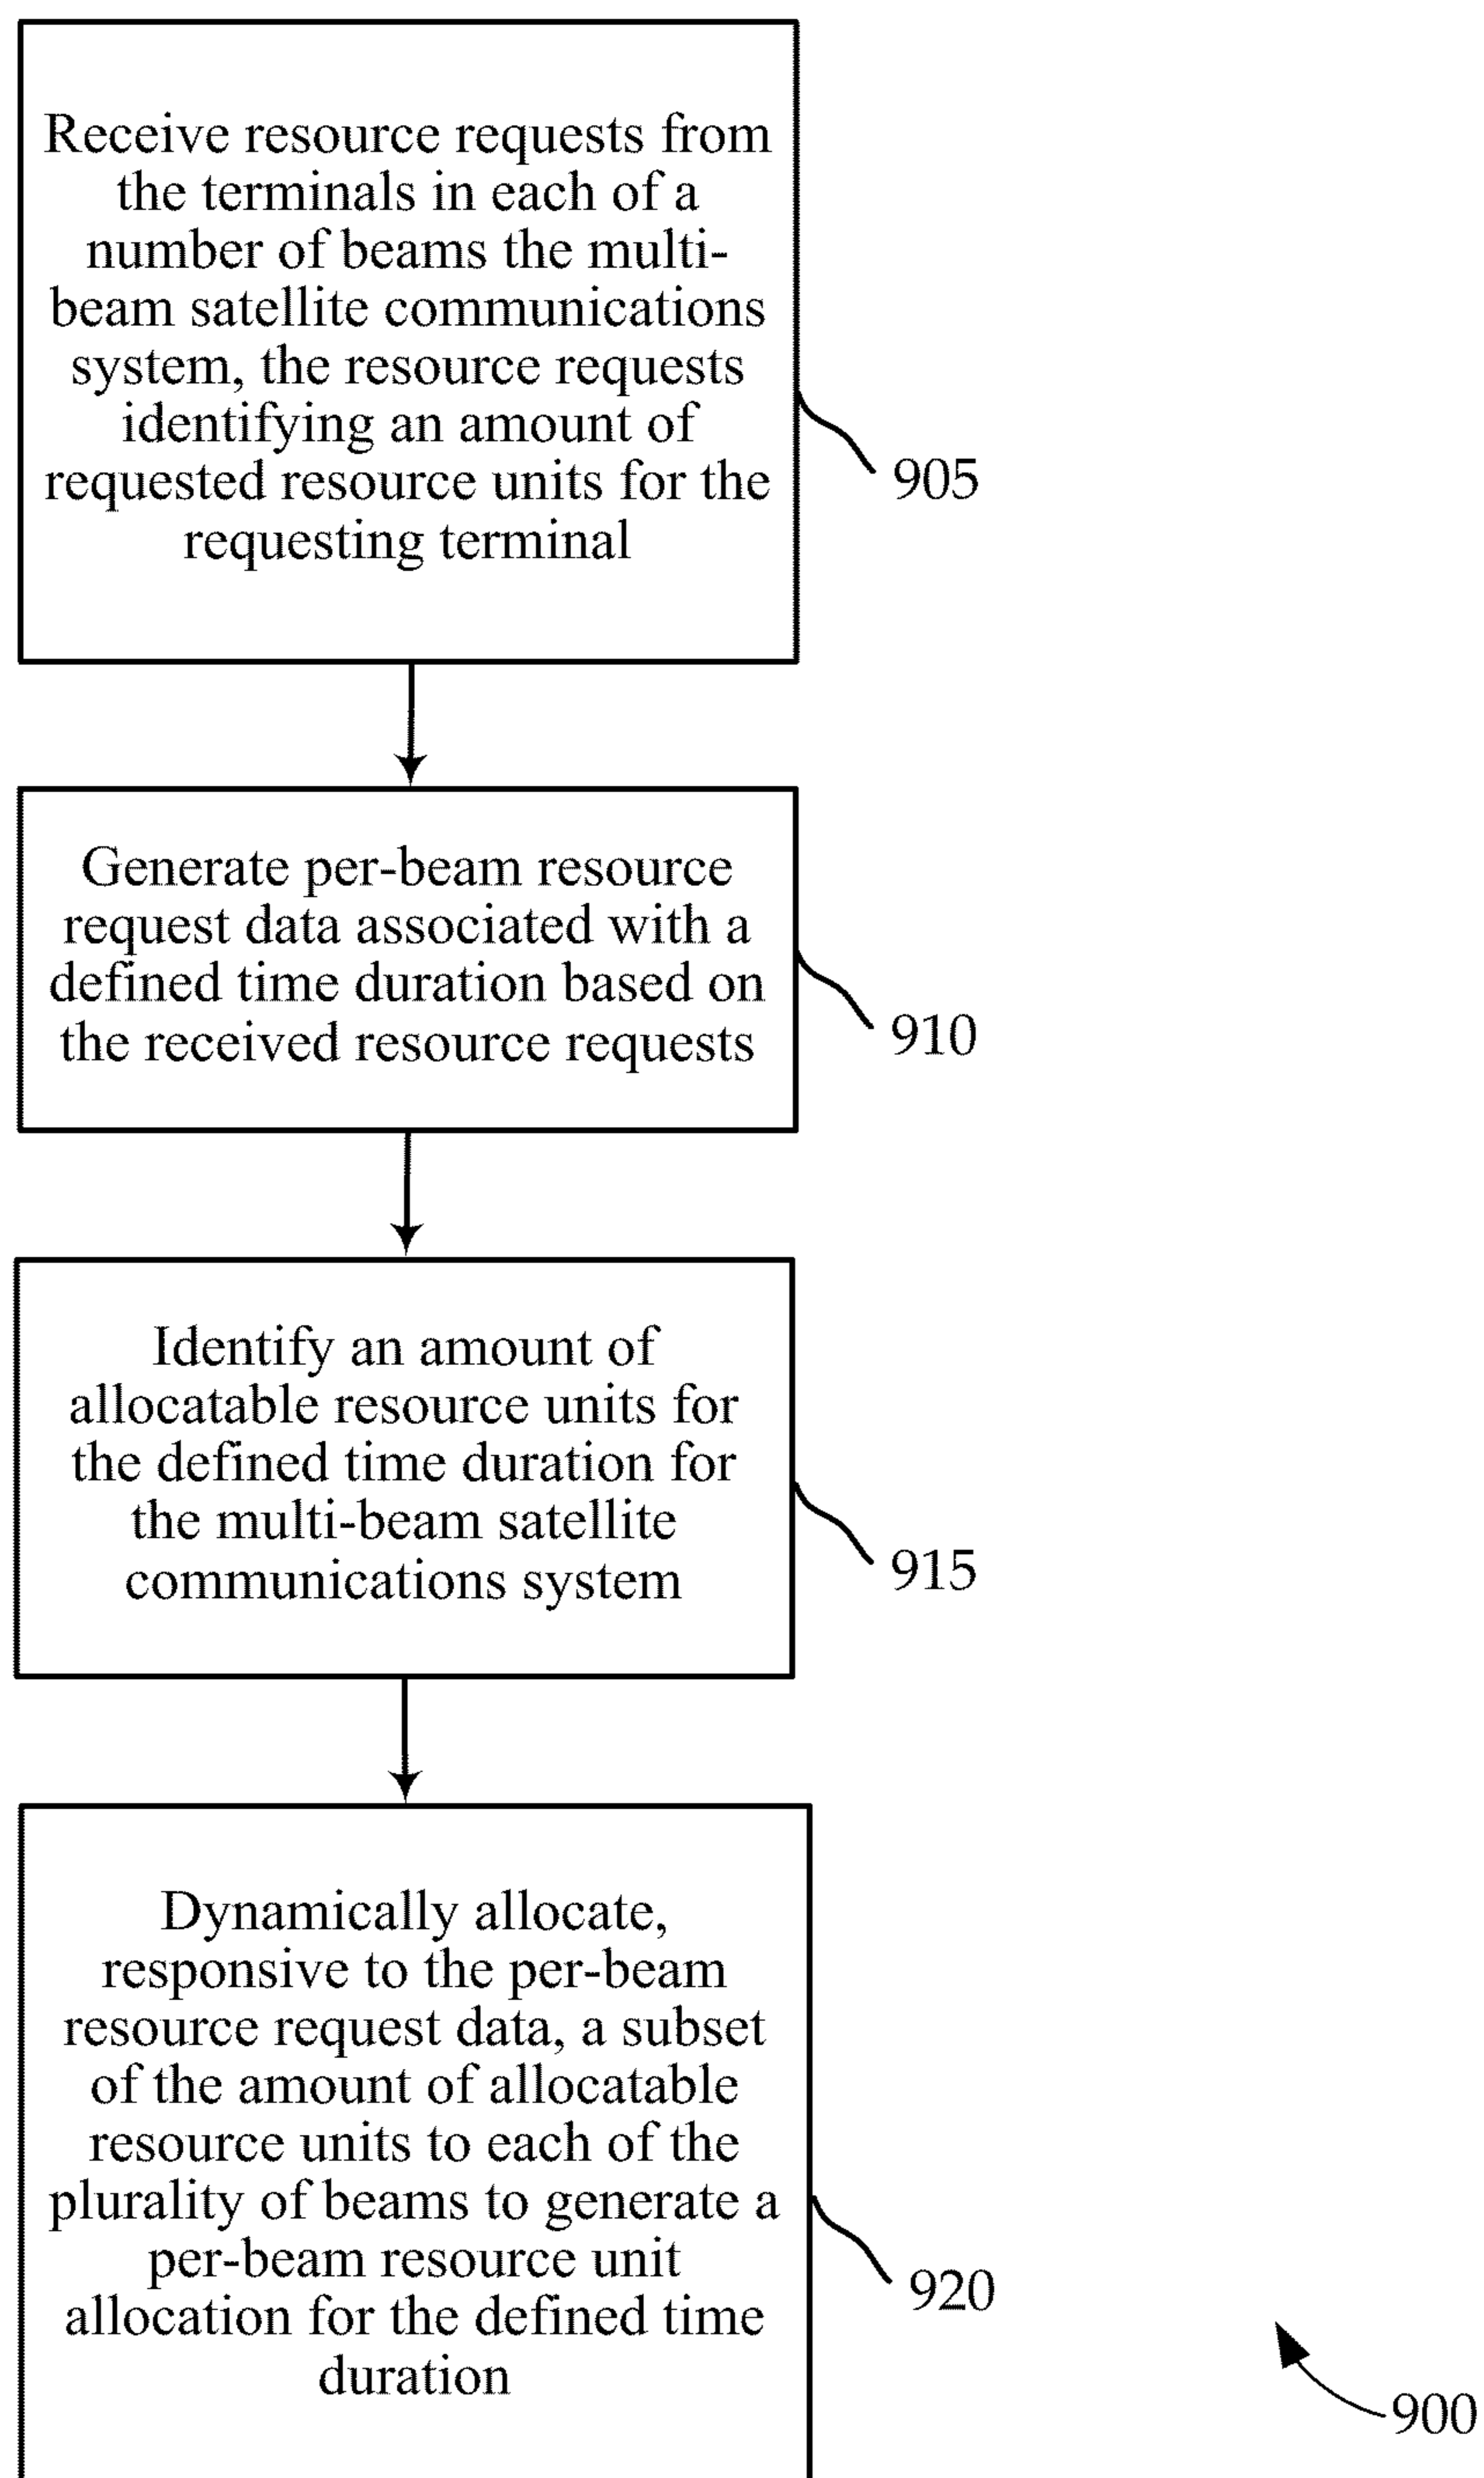 Receive resource requests from
the terminals in each of a
number of beams the multi-
beam satellite communications
system, the resource requests
identifying an amount of
requested resource units for the
requesting terminal
905
Generate per-beam resource
request data associated with a
defined time duration based on
the received resource requests
910
Identify an amount of
allocatable resource units for
the defined time duration for
the multi-beam satellite
communications system
915
Dynamically allocate,
responsive to the per-beam
resource request data, a subset
of the amount of allocatable
resource units to each of the
plurality of beams to generate a
per-beam resource unit
allocation for the defined time
duration
920
900